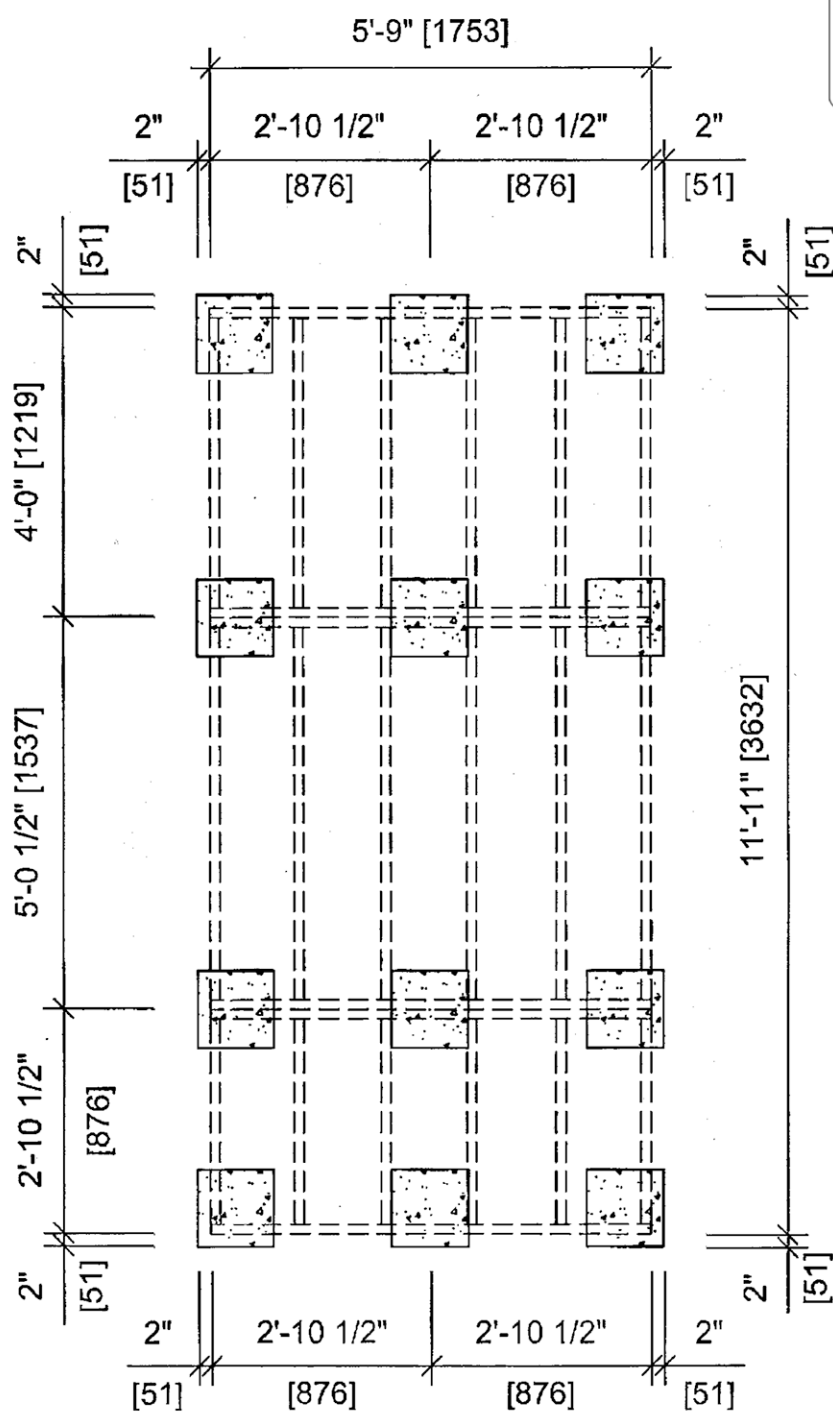 5'-9" [1753]
2" 2'-10 1/2" 2'-10 1/2" 2"
[51] [876] [876] [51]
2" [51]
4'-0" [1219]
5'-0 1/2" [1537]
2'-10 1/2" [876]
2" [51]
2" [51]
11'-11" [3632]
2" [51]
2" 2'-10 1/2" 2'-10 1/2" 2"
[51] [876] [876] [51]